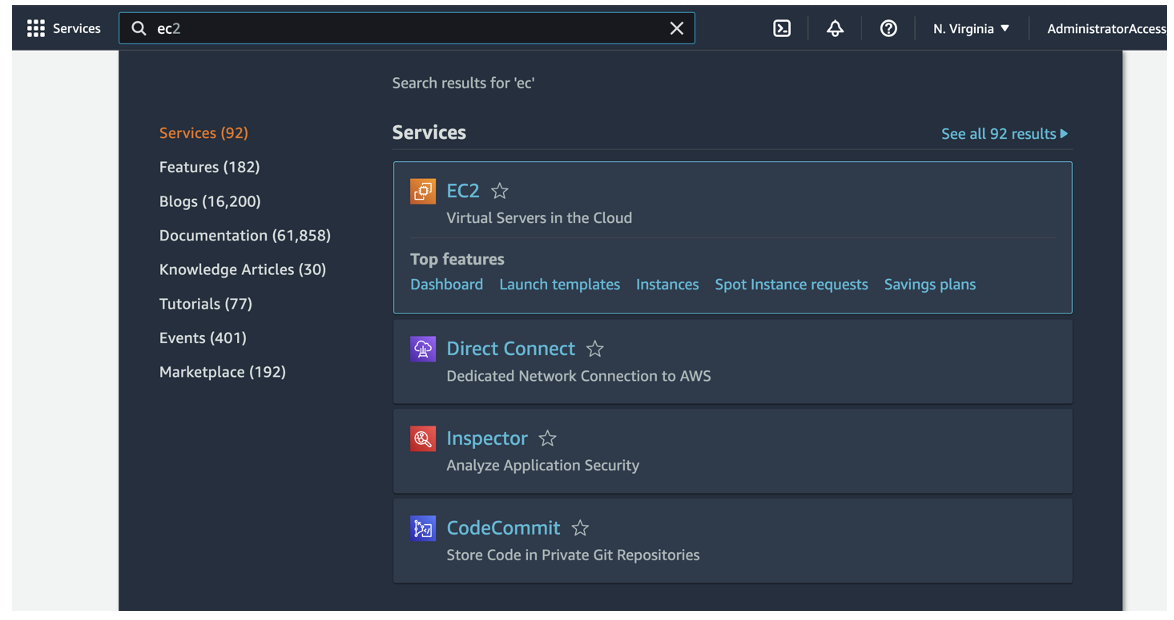 Services ec2 N. Virginia ▼ AdministratorAccess
Search results for 'ec'
Services (92)
Features (182)
Blogs (16,200)
Documentation (61,858)
Knowledge Articles (30)
Tutorials (77)
Events (401)
Marketplace (192)
Services See all 92 results ▶
EC2
Virtual Servers in the Cloud
Top features
Dashboard Launch templates Instances Spot Instance requests Savings plans
Direct Connect
Dedicated Network Connection to AWS
Inspector
Analyze Application Security
CodeCommit
Store Code in Private Git Repositories